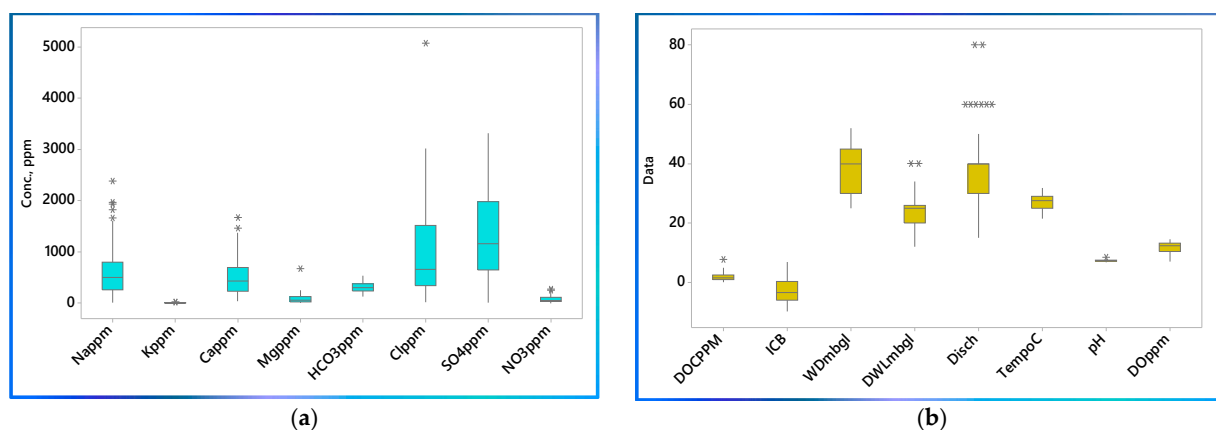 5000
4000
3000
2000
1000
0
Conc., ppm
Nappm
Kppm
Cappm
Mgppm
HCO3ppm
Clppm
SO4ppm
NO3ppm
(a)
80
60
40
20
0
Data
DOCPPM
ICB
WDmbgl
DWLmbgl
Disch
TempoC
pH
DOppm
(b)